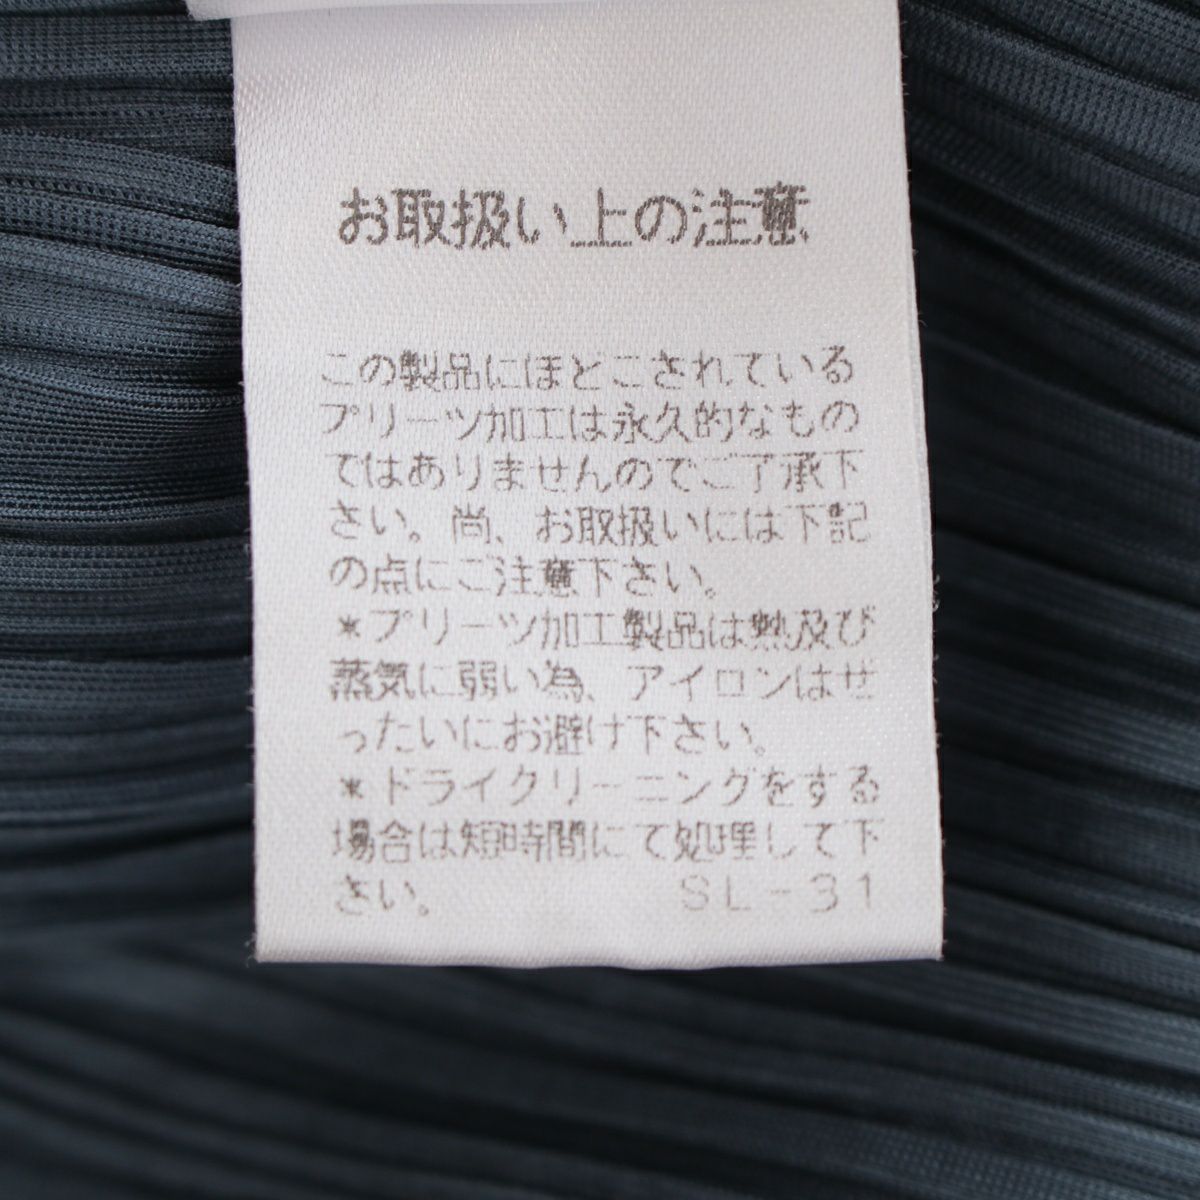 お取扱い上の注意
この製品にほどこされている
プリーツ加工は永久的なもの
ではありませんのでご了承下
さい。尚、お取扱いには下記
の点にご注意下さい。
*プリーツ加工製品は熱及び
蒸気に弱い為、アイロンはぜ
ったいにお避け下さい。
*ドライクリーニングをする
場合は短時間にて処理して下
さい。 SL-31